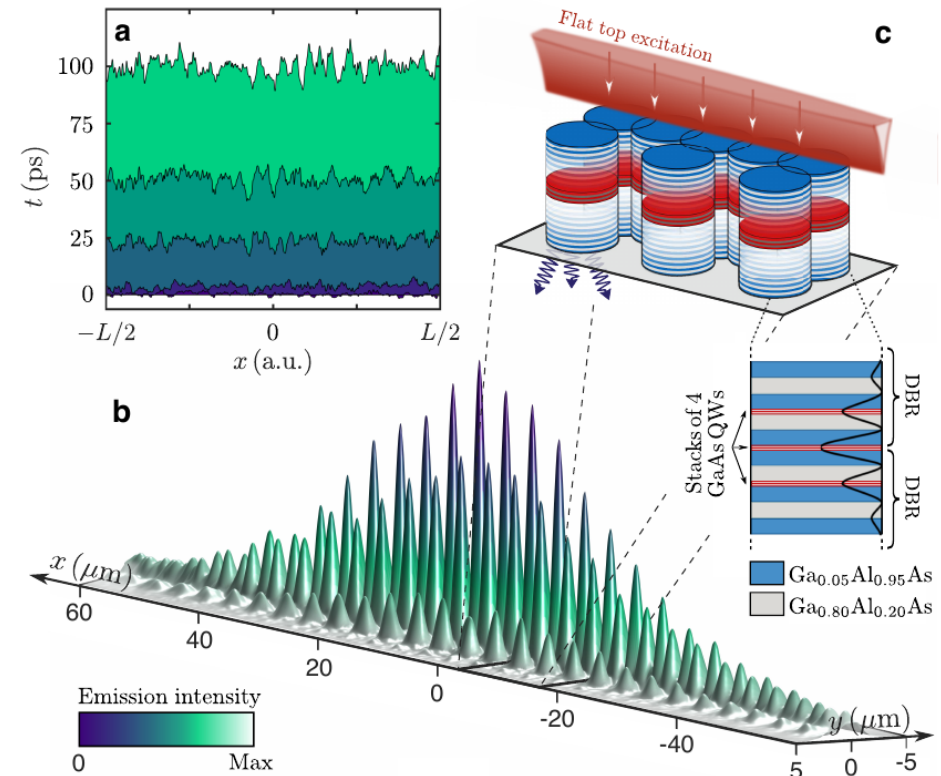 a
100
75
50
25
0
t (ps)
−L/2
0
L/2
x (a.u.)
c
Flat top excitation
Stacks of 4
GaAs QWs
DBR
DBR
Ga0.05Al0.95As
Ga0.80Al0.20As
b
x (μm)
60
40
20
0
-20
-40
5
0
-5
y (μm)
Emission intensity
0
Max